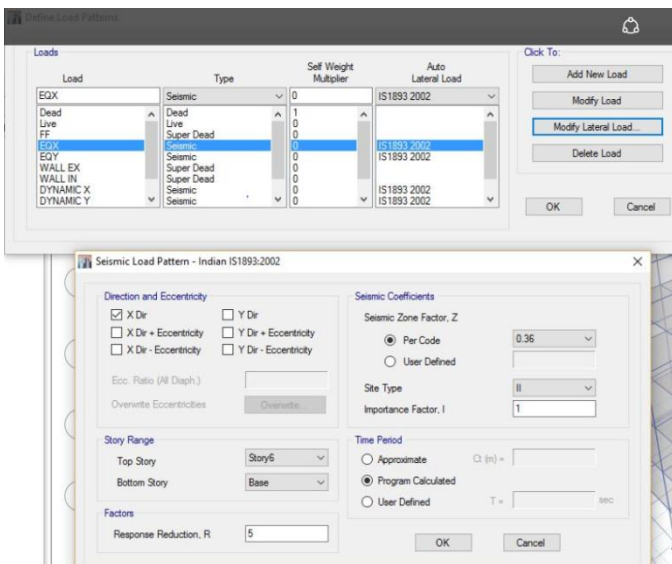 Define Load Patterns
Loads
Click To:
Load Type Self Weight Multiplier Auto Lateral Load
EQX Seismic 0 IS1893 2002
Dead Dead 1
Live Live 0
FF Super Dead 0
EQX Seismic 0 IS1893 2002
EQY Seismic 0 IS1893 2002
WALL EX Super Dead 0
WALL IN Super Dead 0
DYNAMIC X Seismic 0 IS1893 2002
DYNAMIC Y Seismic 0 IS1893 2002
Add New Load
Modify Load
Modify Lateral Load...
Delete Load
OK Cancel
Seismic Load Pattern - Indian IS1893:2002
Direction and Eccentricity
X Dir Y Dir
X Dir + Eccentricity Y Dir + Eccentricity
X Dir - Eccentricity Y Dir - Eccentricity
Ecc. Ratio (All Diaph.)
Overwrite Eccentricities Overwrite...
Story Range
Top Story Story6
Bottom Story Base
Factors
Response Reduction, R 5
Seismic Coefficients
Seismic Zone Factor, Z
Per Code 0.36
User Defined
Site Type II
Importance Factor, I 1
Time Period
Approximate Ct (m) =
Program Calculated
User Defined T = sec
OK Cancel